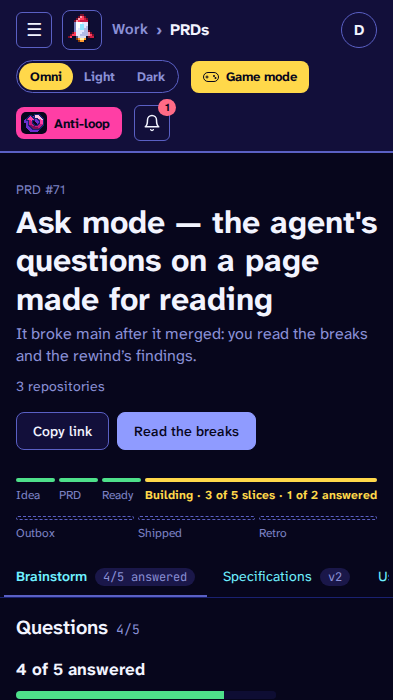 Work › PRDs
D
Omni Light Dark
Game mode
Anti-loop
1
PRD #71
Ask mode — the agent's
questions on a page
made for reading
It broke main after it merged: you read the breaks
and the rewind's findings.
3 repositories
Copy link
Read the breaks
Idea PRD Ready Building · 3 of 5 slices · 1 of 2 answered
Outbox Shipped Retro
Brainstorm 4/5 answered Specifications v2
Questions 4/5
4 of 5 answered